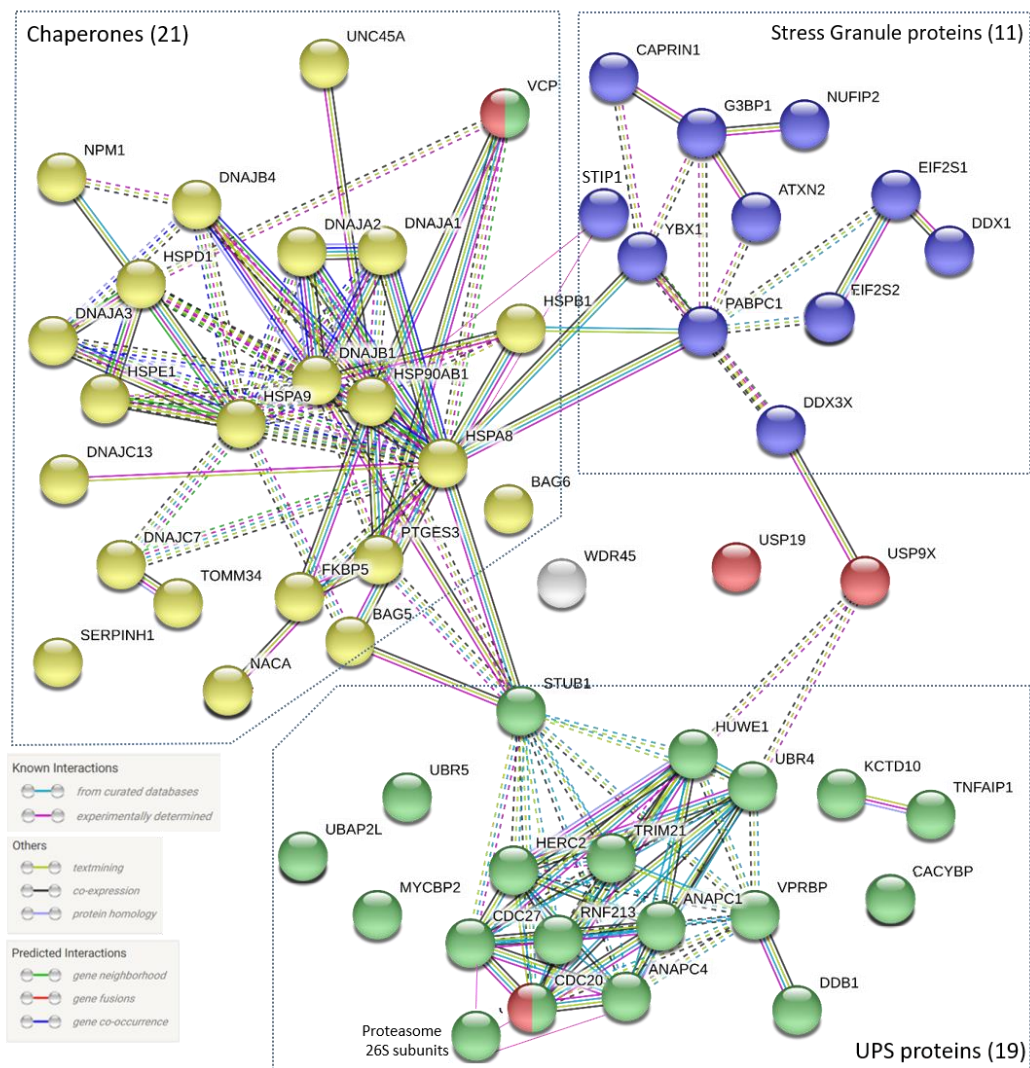 Chaperones (21)
Stress Granule proteins (11)
UNC45A
CAPRIN1
VCP
G3BP1
NUFIP2
NPM1
DNAJB4
STIP1
EIF2S1
ATXN2
DNAJA2
DNAJA1
YBX1
DDX1
HSPD1
HSPB1
PABPC1
EIF2S2
DNAJA3
DNAJB1
HSPE1
HSP90AB1
HSPA9
DDX3X
HSPA8
DNAJC13
BAG6
DNAJC7
PTGES3
WDR45
USP19
USP9X
TOMM34
FKBP5
BAG5
SERPINH1
NACA
STUB1
HUWE1
UBR4
KCTD10
TNFAIP1
UBR5
UBAP2L
HERC2
TRIM21
MYCBP2
ANAPC1
VPRBP
CACYBP
CDC27
RNF213
ANAPC4
CDC20
DDB1
Proteasome
26S subunits
UPS proteins (19)
Known Interactions
from curated databases
experimentally determined
Others
textmining
co-expression
protein homology
Predicted Interactions
gene neighborhood
gene fusions
gene co-occurrence